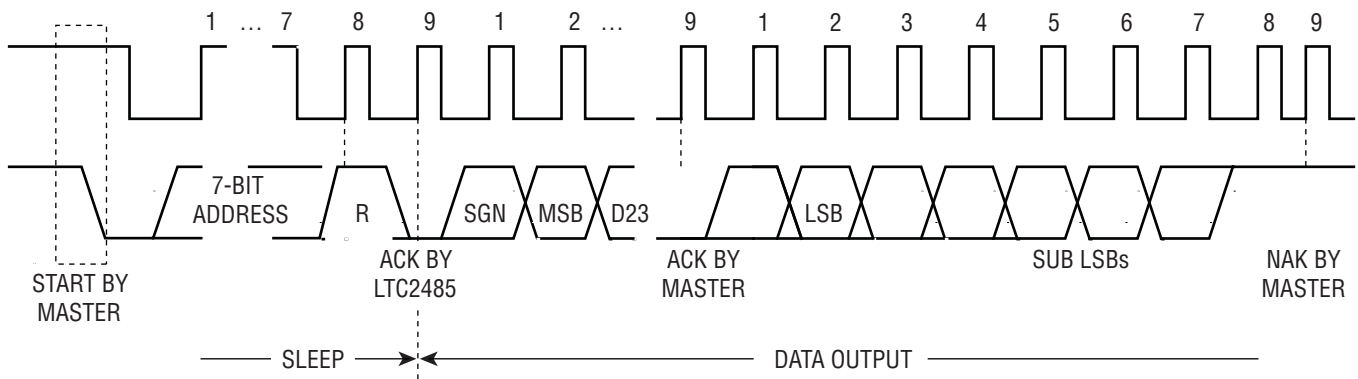 1 ... 7 8 9 1 2 ... 9 1 2 3 4 5 6 7 8 9
7-BIT
ADDRESS
R
SGN
MSB
D23
LSB
START BY
MASTER
ACK BY
LTC2485
ACK BY
MASTER
SUB LSBs
NAK BY
MASTER
SLEEP
DATA OUTPUT